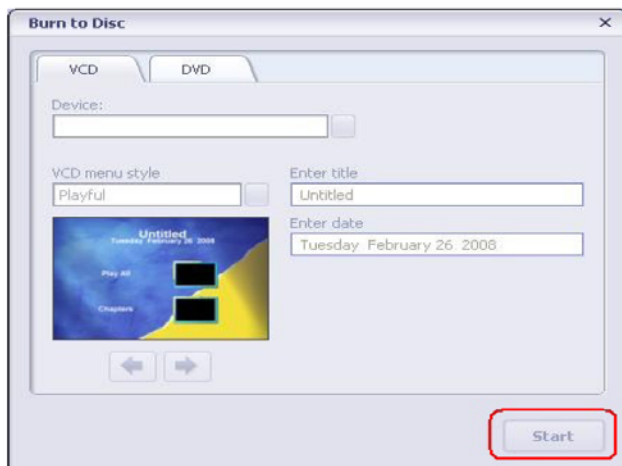 Burn to Disc
VCD
DVD
Device:
VCD menu style
Playful
Enter title
Untitled
Enter date
Tuesday February 26 2008
Untitled
Tuesday February 26 2008
Play All
Chapters
Start